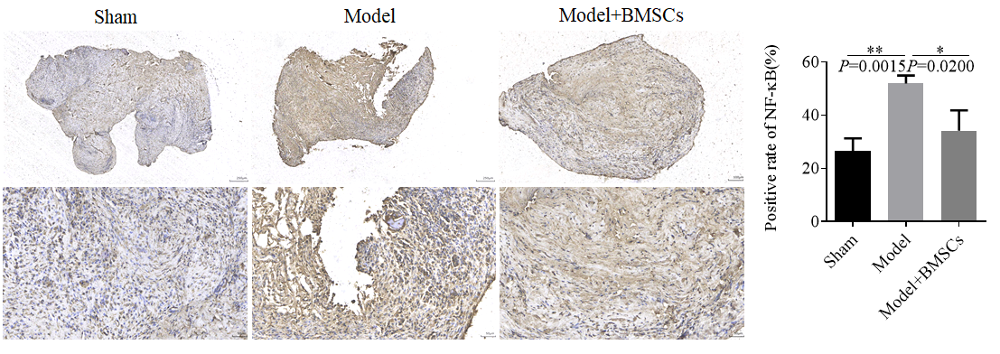 Sham
Model
Model+BMSCs
** *
P=0.0015 P=0.0200
Positive rate of NF-κB(%)
60
40
20
0
Sham
Model
Model+BMSCs